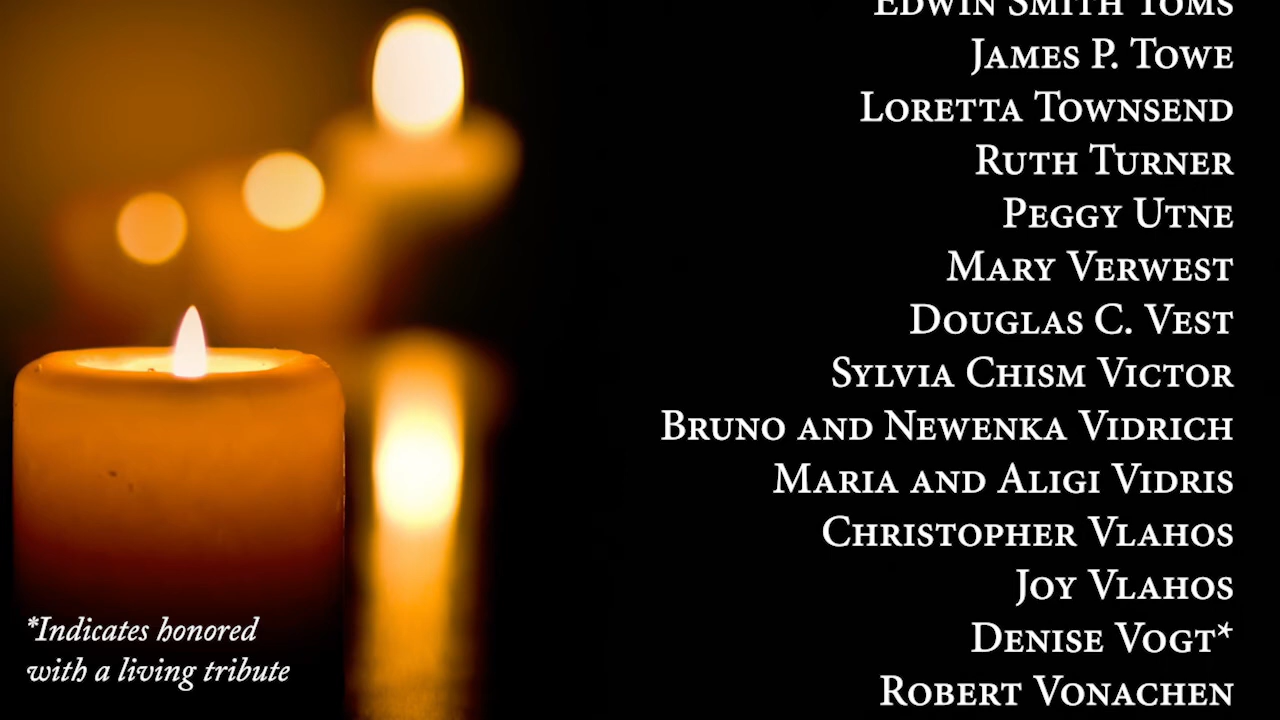 Edwin Smith Toms
James P. Towe
Loretta Townsend
Ruth Turner
Peggy Utne
Mary Verwest
Douglas C. Vest
Sylvia Chism Victor
Bruno and Newenka Vidrich
Maria and Aligi Vidris
Christopher Vlahos
Joy Vlahos
Denise Vogt*
Robert Vonachen
*Indicates honored
with a living tribute